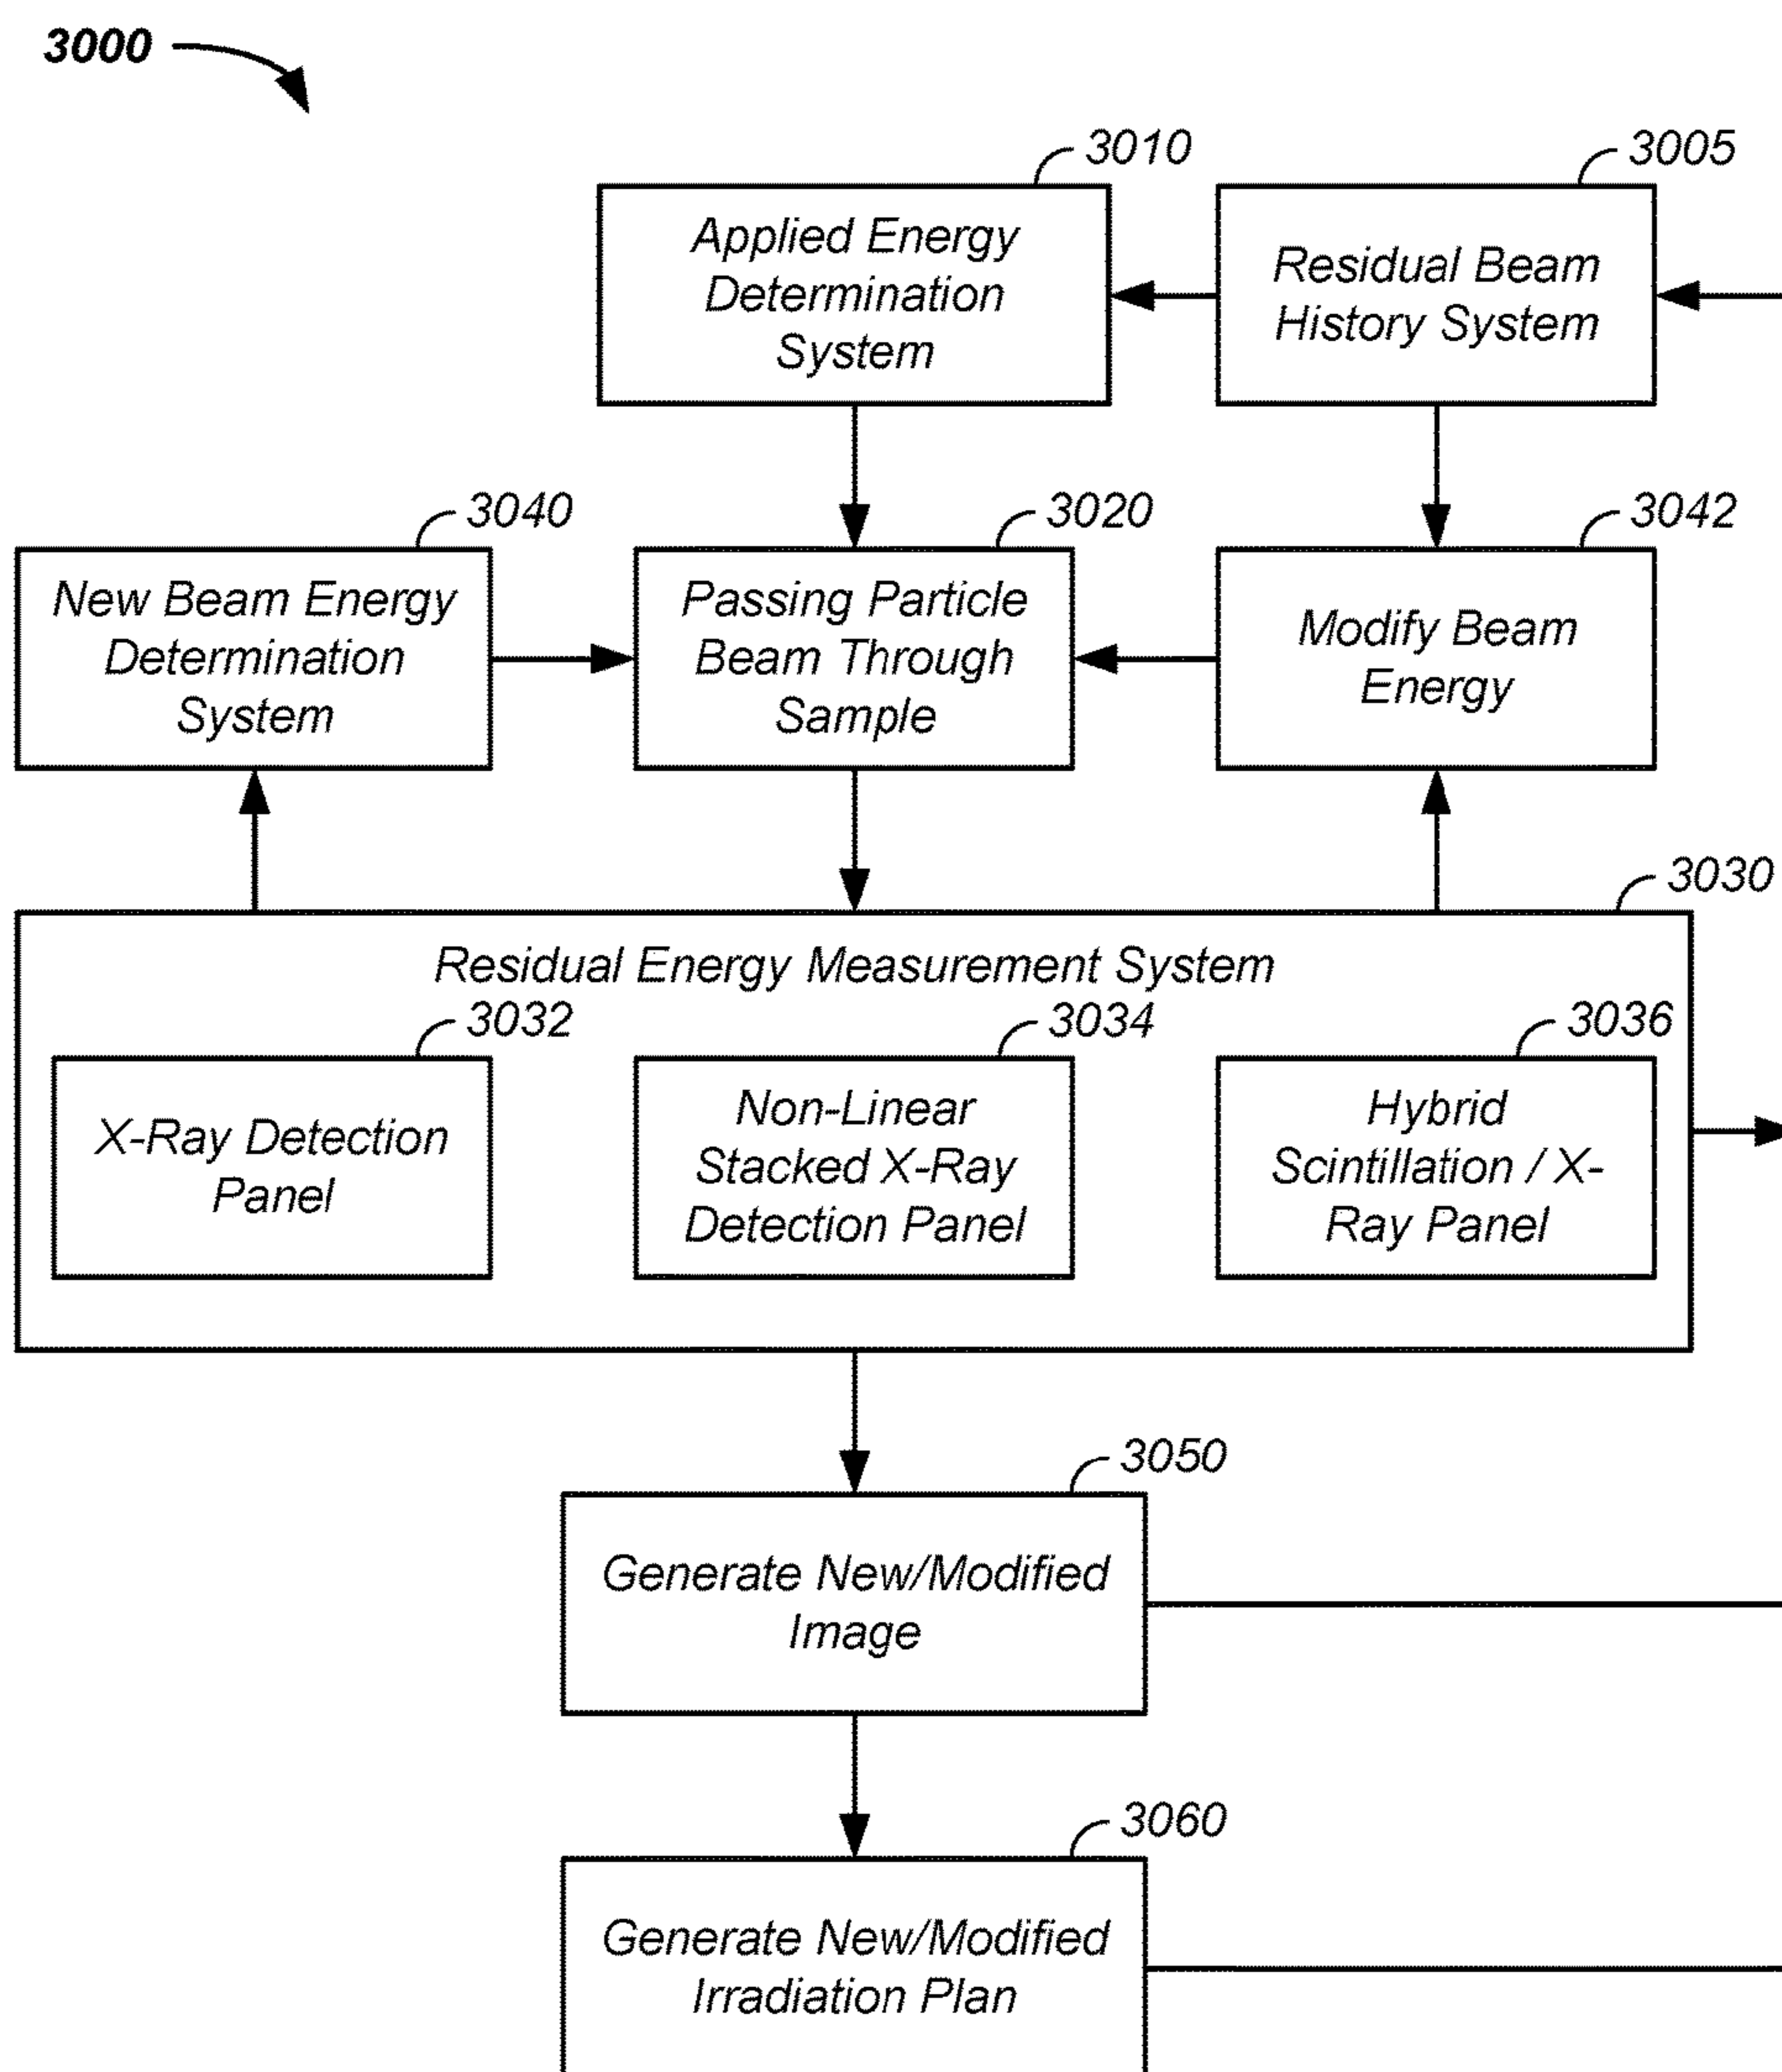 3000
3010
3005
Applied Energy
Determination
System
Residual Beam
History System
3040
3020
3042
New Beam Energy
Determination
System
Passing Particle
Beam Through
Sample
Modify Beam
Energy
3030
Residual Energy Measurement System
3032
3034
3036
X-Ray Detection
Panel
Non-Linear
Stacked X-Ray
Detection Panel
Hybrid
Scintillation / X-
Ray Panel
3050
Generate New/Modified
Image
3060
Generate New/Modified
Irradiation Plan